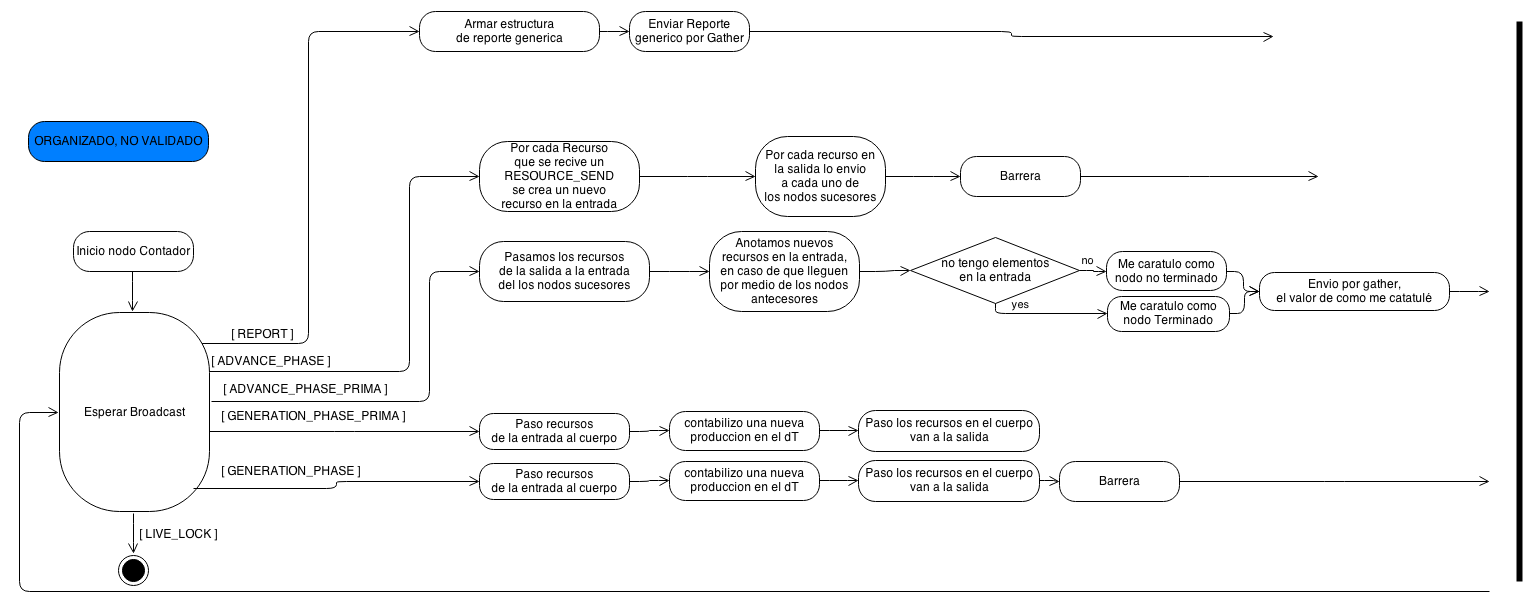 Armar estructura
de reporte generica
Enviar Reporte
generico por Gather
ORGANIZADO, NO VALIDADO
Por cada Recurso
que se recive un
RESOURCE_SEND
se crea un nuevo
recurso en la entrada
Por cada recurso en
la salida lo envio
a cada uno de
los nodos sucesores
Barrera
Inicio nodo Contador
Pasamos los recursos
de la salida a la entrada
del los nodos sucesores
Anotamos nuevos
recursos en la entrada,
en caso de que lleguen
por medio de los nodos
antecesores
no tengo elementos
en la entrada
no
yes
Me caratulo como
nodo no terminado
Me caratulo como
nodo Terminado
Envio por gather,
el valor de como me catatulé
[ REPORT ]
[ ADVANCE_PHASE ]
[ ADVANCE_PHASE_PRIMA ]
Esperar Broadcast
[ GENERATION_PHASE_PRIMA ]
Paso recursos
de la entrada al cuerpo
contabilizo una nueva
produccion en el dT
Paso los recursos en el cuerpo
van a la salida
[ GENERATION_PHASE ]
Paso recursos
de la entrada al cuerpo
contabilizo una nueva
produccion en el dT
Paso los recursos en el cuerpo
van a la salida
Barrera
[ LIVE_LOCK ]